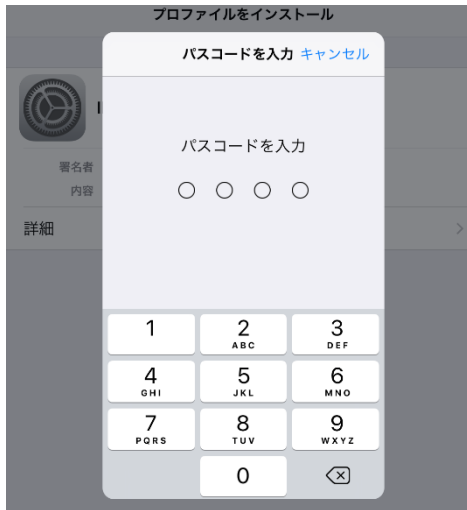 プロファイルをインストール
パスコードを入力 キャンセル
パスコードを入力
署名者
内容
詳細
1
2
ABC
3
DEF
4
GHI
5
JKL
6
MNO
7
PQRS
8
TUV
9
WXYZ
0